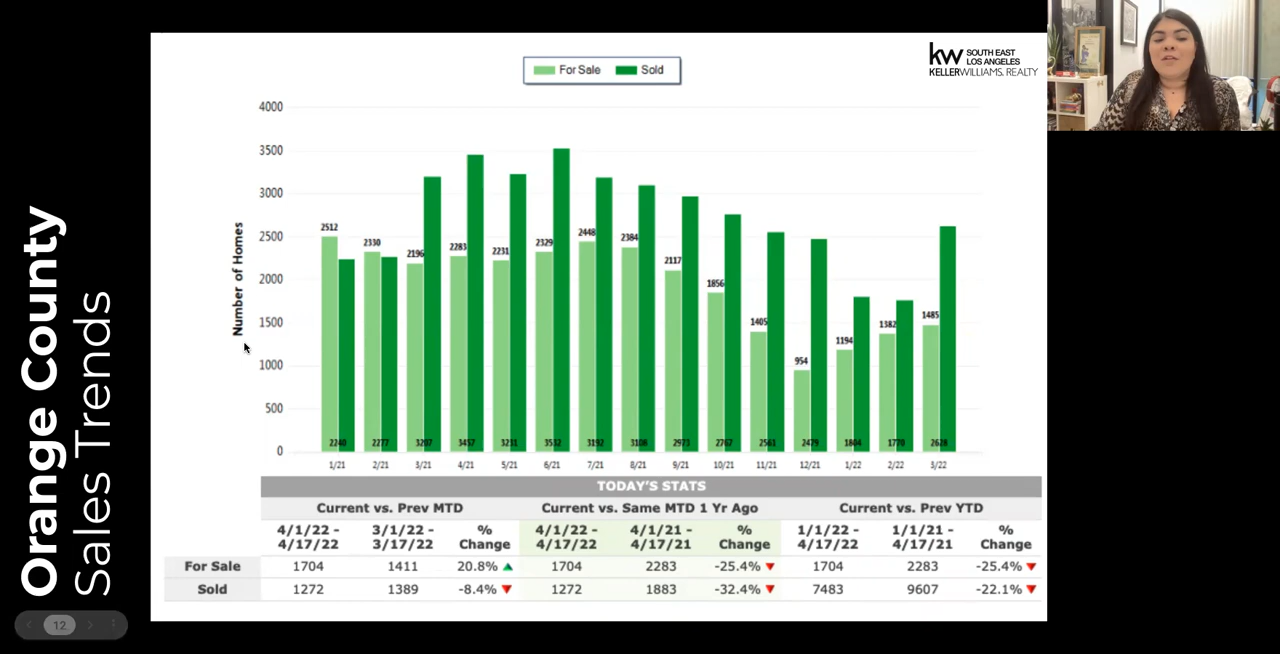 Orange County
Sales Trends
For Sale Sold
kw SOUTH EAST
LOS ANGELES
KELLERWILLIAMS. REALTY
Number of Homes
4000
3500
3000
2500
2000
1500
1000
500
0
2512 2330 2196 2283 2231 2329 2448 2384 2117 1856 1405 954 1194 1382 1485
2240 2277 3207 3457 3231 3532 3192 3108 2973 2767 2561 2479 1804 1770 2628
1/21 2/21 3/21 4/21 5/21 6/21 7/21 8/21 9/21 10/21 11/21 12/21 1/22 2/22 3/22
TODAY'S STATS
Current vs. Prev MTD Current vs. Same MTD 1 Yr Ago Current vs. Prev YTD
4/1/22 - 3/1/22 - % 4/1/22 - 4/1/21 - % 1/1/22 - 1/1/21 - %
4/17/22 3/17/22 Change 4/17/22 4/17/21 Change 4/17/22 4/17/21 Change
For Sale 1704 1411 20.8% 1704 2283 -25.4% 1704 2283 -25.4%
Sold 1272 1389 -8.4% 1272 1883 -32.4% 7483 9607 -22.1%
12